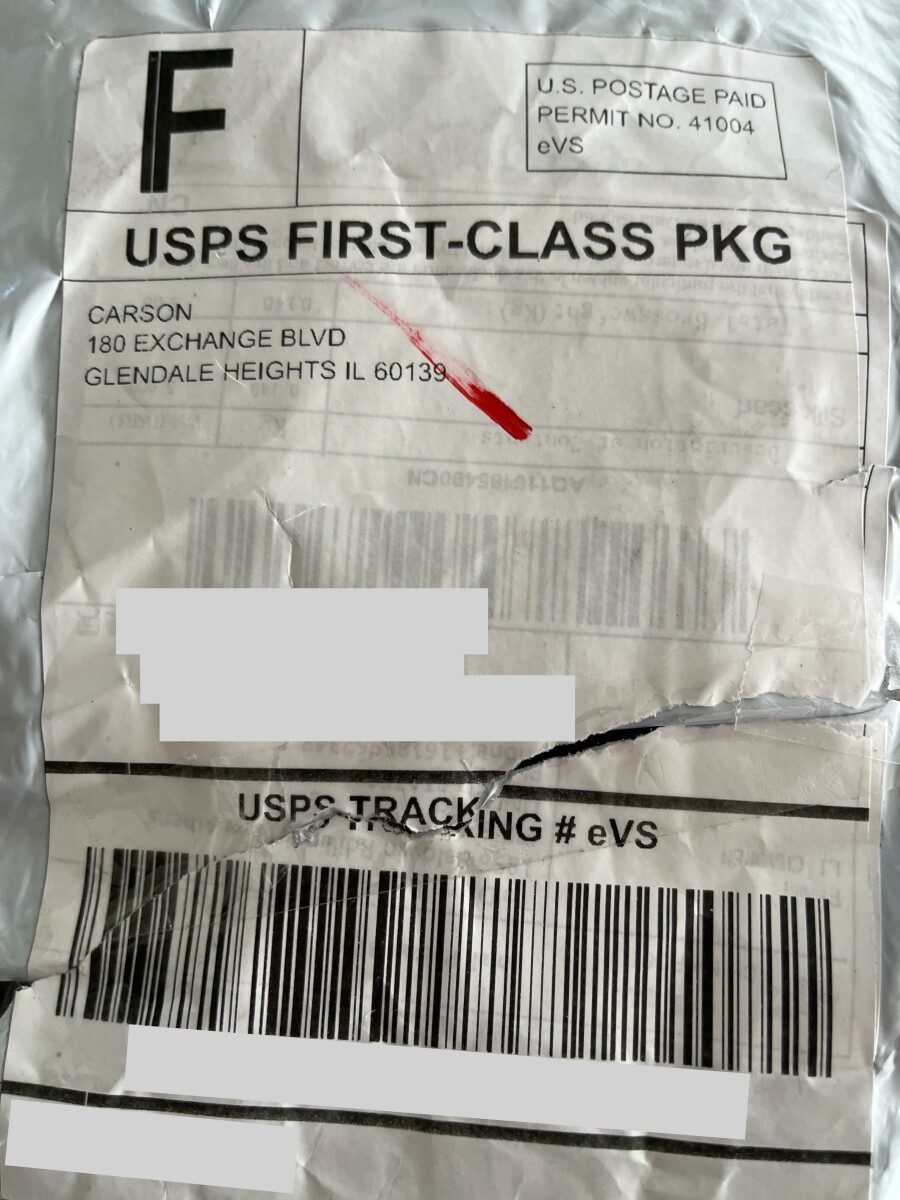 F
U.S. POSTAGE PAID
PERMIT NO. 41004
eVS
USPS FIRST-CLASS PKG
CARSON
180 EXCHANGE BLVD
GLENDALE HEIGHTS IL 60139
USPS TRACKING # eVS